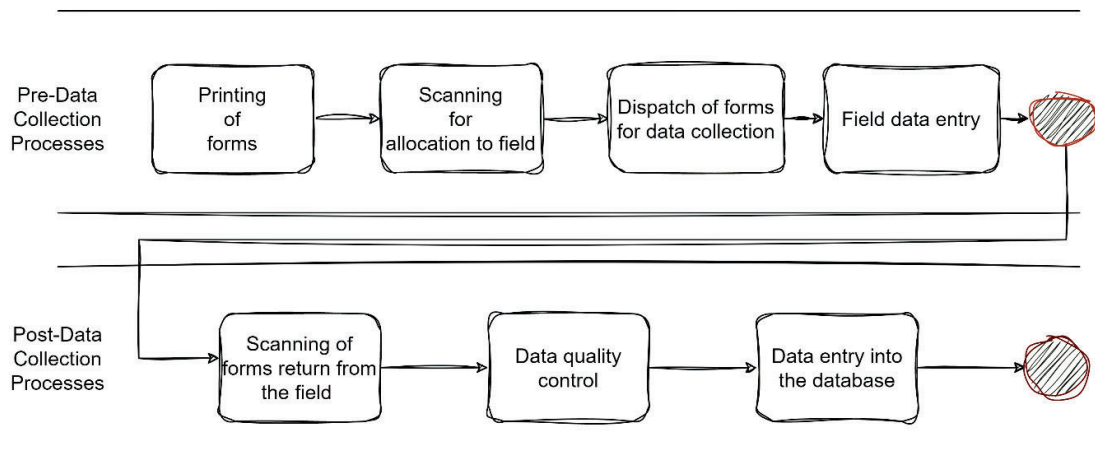 Pre-Data
Collection
Processes
Printing
of
forms
Scanning
for
allocation to field
Dispatch of forms
for data collection
Field data entry
Post-Data
Collection
Processes
Scanning of
forms return from
the field
Data quality
control
Data entry into
the database